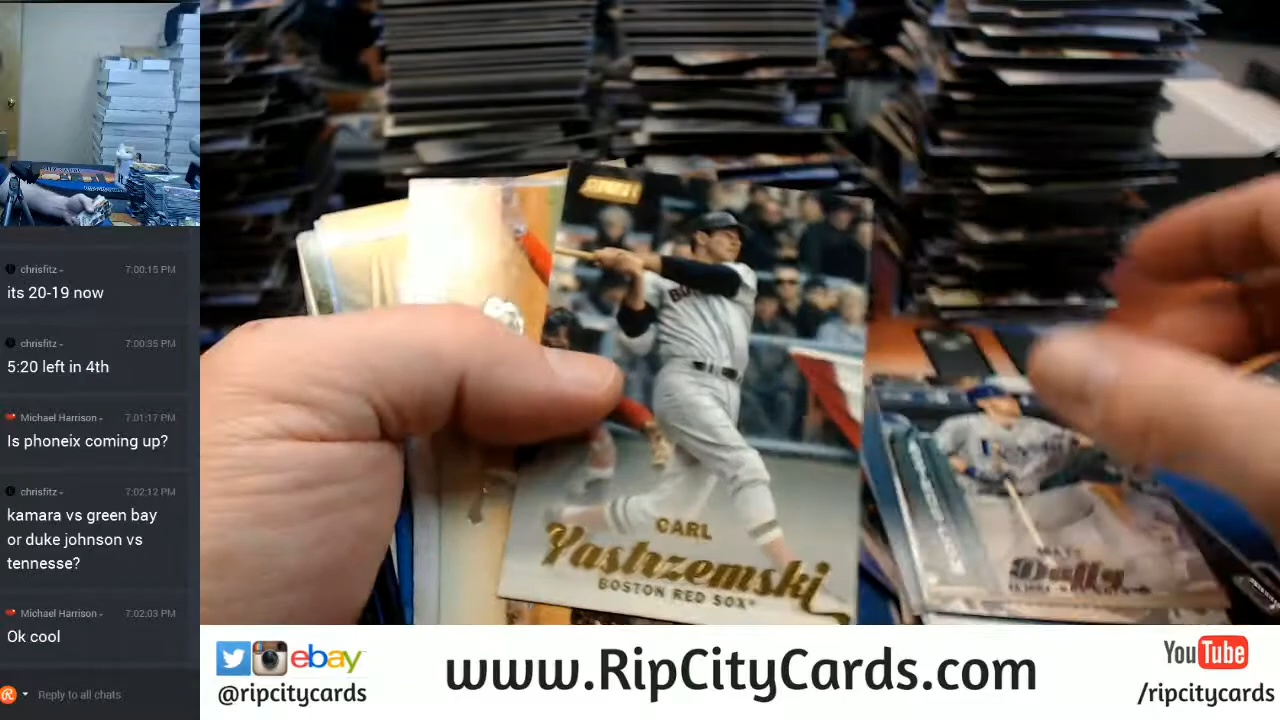 chrisfitz 7:00:15 PM
its 20-19 now
chrisfitz 7:00:35 PM
5:20 left in 4th
Michael Harrison 7:01:17 PM
Is phoneix coming up?
chrisfitz 7:02:12 PM
kamara vs green bay
or duke johnson vs
tennesse?
Michael Harrison 7:02:03 PM
Ok cool
Reply to all chats
CARL
Yastrzemski
BOSTON RED SOX
Duffy
ebay
@ripcitycards
www.RipCityCards.com
YouTube
/ripcitycards